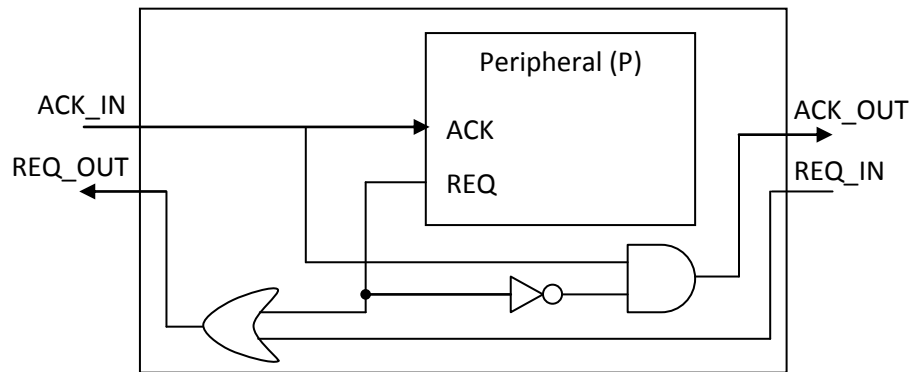 Peripheral (P)
ACK_IN
ACK_OUT
ACK
REQ_OUT
REQ
REQ_IN